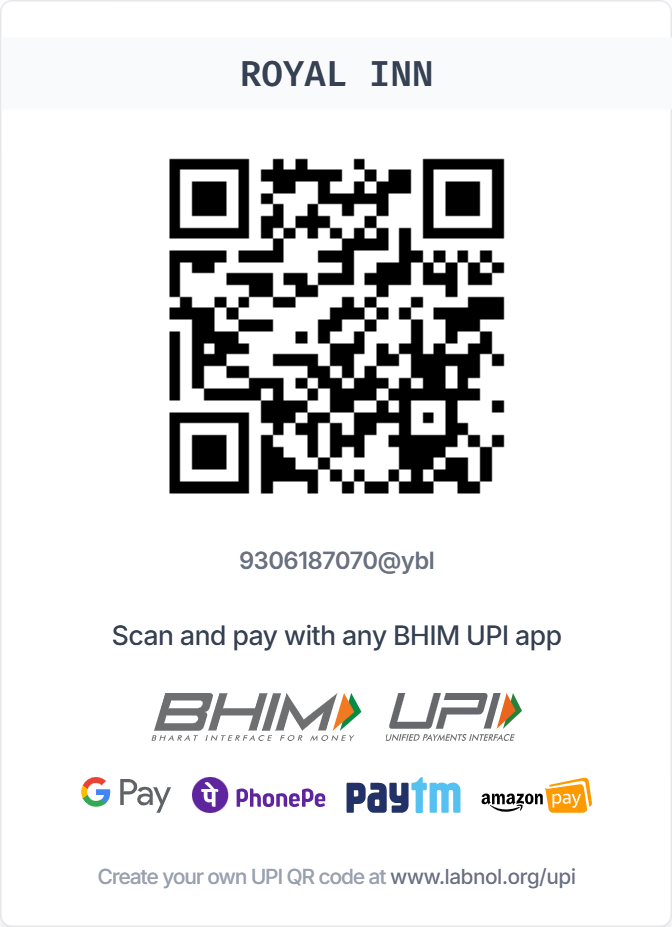 ROYAL INN
9306187070@ybl
Scan and pay with any BHIM UPI app
BHIM UPI
BHARAT INTERFACE FOR MONEY UNIFIED PAYMENTS INTERFACE
G Pay पे PhonePe paytm amazon pay
Create your own UPI QR code at www.labnol.org/upi